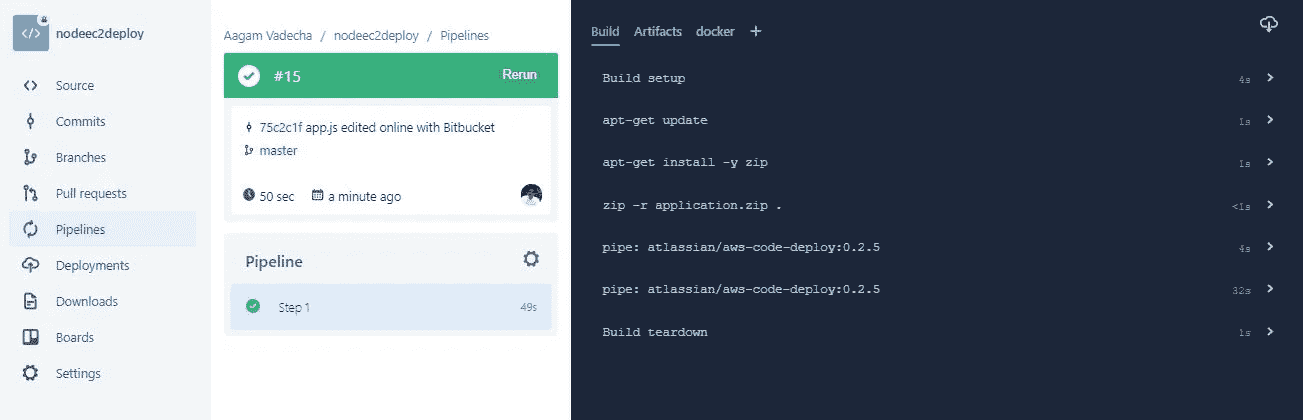 </>
nodeec2deploy
Source
Commits
Branches
Pull requests
Pipelines
Deployments
Downloads
Boards
Settings
Aagam Vadecha / nodeec2deploy / Pipelines
#15 Rerun
75c2c1f app.js edited online with Bitbucket
master
50 sec a minute ago
Pipeline
Step 1 49s
Build Artifacts docker +
Build setup 4s
apt-get update 1s
apt-get install -y zip 1s
zip -r application.zip . <1s
pipe: atlassian/aws-code-deploy:0.2.5 4s
pipe: atlassian/aws-code-deploy:0.2.5 32s
Build teardown 1s